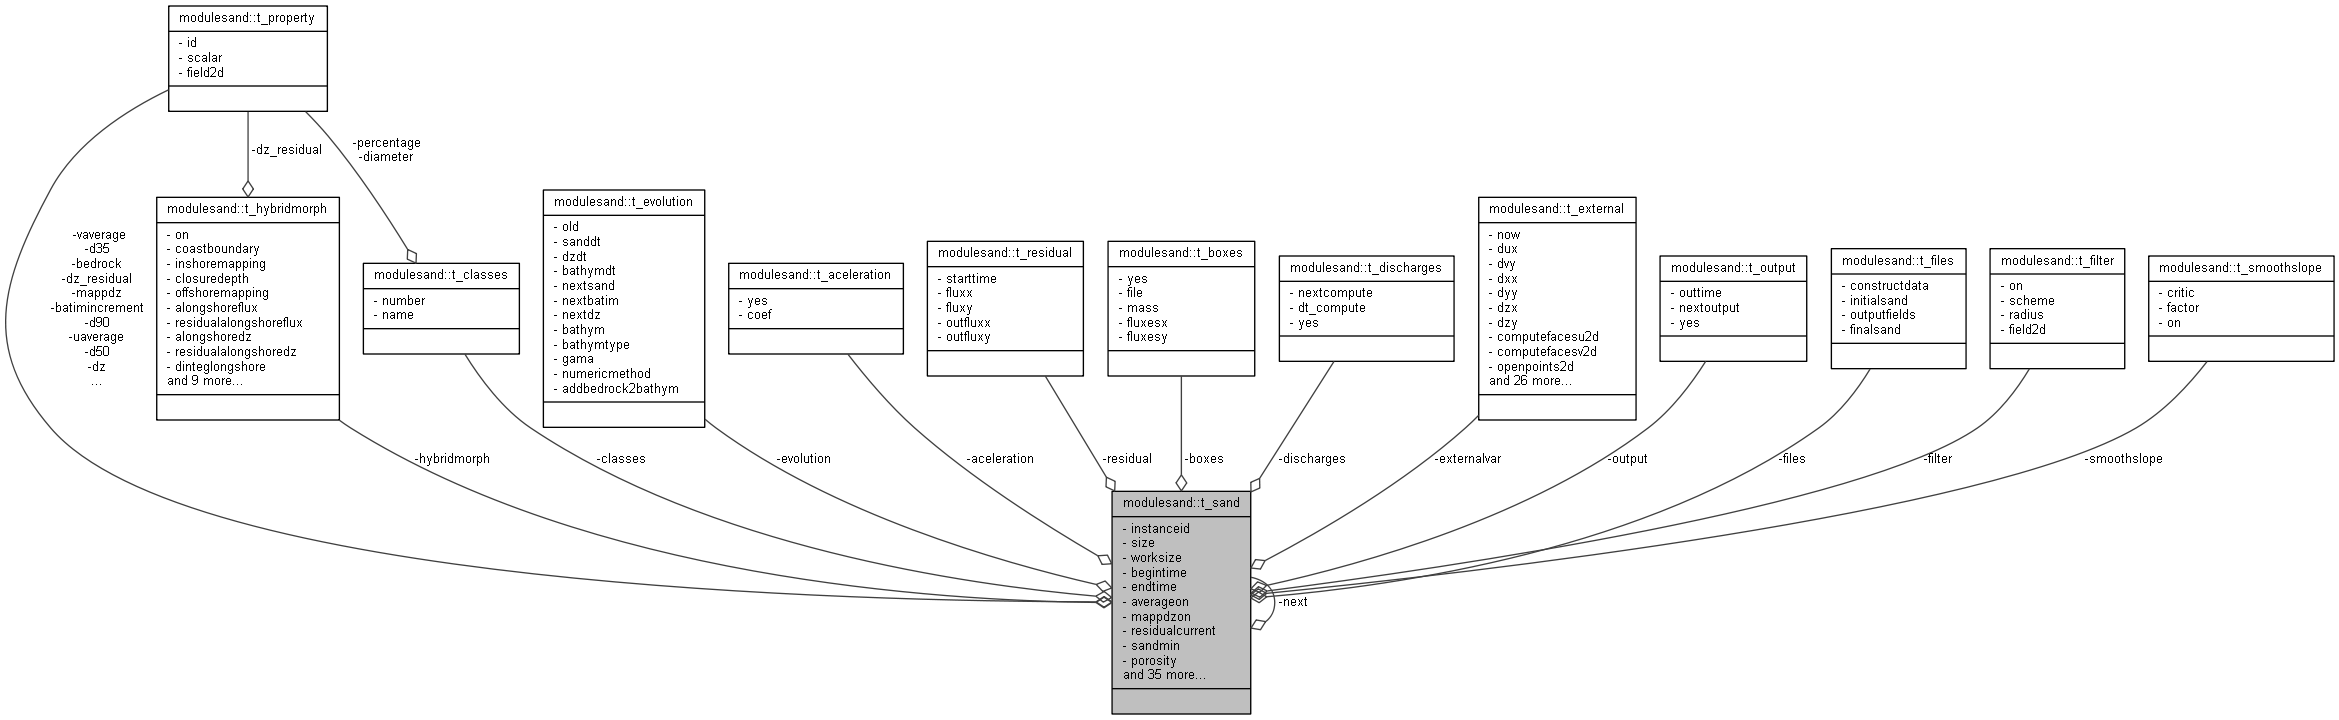 modulesand::t_property
- id
- scalar
- field2d
-dz_residual
-percentage
-diameter
-vaverage
-d35
-bedrock
-dz_residual
-mappdz
-batimincrement
-d90
-uaverage
-d50
-dz
...
modulesand::t_hybridmorph
- on
- coastboundary
- inshoremapping
- closuredepth
- offshoremapping
- alongshoreflux
- residualalongshoreflux
- alongshoredz
- residualalongshoredz
- dinteglongshore
and 9 more...
modulesand::t_classes
- number
- name
modulesand::t_evolution
- old
- sanddt
- dzdt
- bathymdt
- nextsand
- nextbatim
- nextdz
- bathym
- bathymtype
- gama
- numericmethod
- addbedrock2bathym
modulesand::t_aceleration
- yes
- coef
modulesand::t_residual
- starttime
- fluxx
- fluxy
- outfluxx
- outfluxy
modulesand::t_boxes
- yes
- file
- mass
- fluxesx
- fluxesy
modulesand::t_discharges
- nextcompute
- dt_compute
- yes
modulesand::t_external
- now
- dux
- dvy
- dxx
- dyy
- dzx
- dzy
- computefacesu2d
- computefacesv2d
- openpoints2d
and 26 more...
modulesand::t_output
- outtime
- nextoutput
- yes
modulesand::t_files
- constructdata
- initialsand
- outputfields
- finalsand
modulesand::t_filter
- on
- scheme
- radius
- field2d
modulesand::t_smoothslope
- critic
- factor
- on
-hybridmorph
-classes
-evolution
-aceleration
-residual
-boxes
-discharges
-externalvar
-output
-files
-filter
-smoothslope
modulesand::t_sand
- instanceid
- size
- worksize
- begintime
- endtime
- averageon
- mappdzon
- residualcurrent
- sandmin
- porosity
and 35 more...
-next